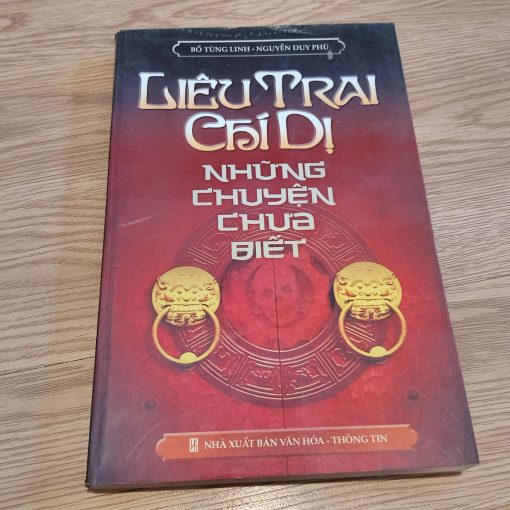 BỒ TÙNG LINH - NGUYỄN DUY PHÚ
LIÊU TRAI
CHÍ DỊ
NHỮNG
CHUYỆN
CHƯA
BIẾT
NHÀ XUẤT BẢN VĂN HÓA - THÔNG TIN